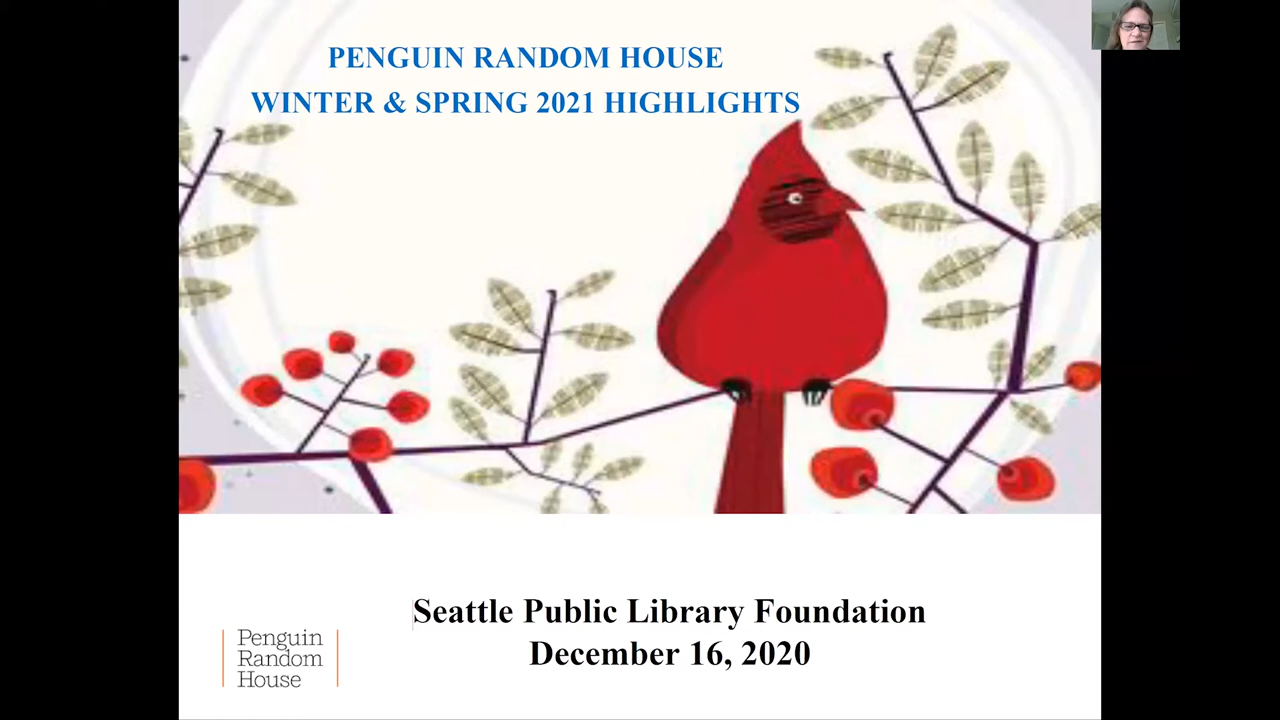 PENGUIN RANDOM HOUSE
WINTER & SPRING 2021 HIGHLIGHTS
Seattle Public Library Foundation
December 16, 2020
Penguin
Random
House